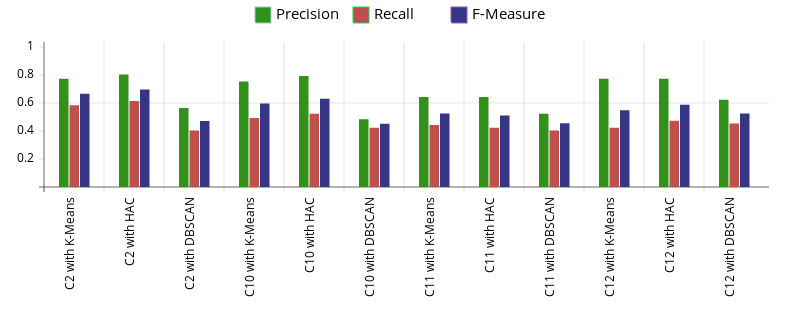 Precision Recall F-Measure
1
0.8
0.6
0.4
0.2
C2 with K-Means
C2 with HAC
C2 with DBSCAN
C10 with K-Means
C10 with HAC
C10 with DBSCAN
C11 with K-Means
C11 with HAC
C11 with DBSCAN
C12 with K-Means
C12 with HAC
C12 with DBSCAN